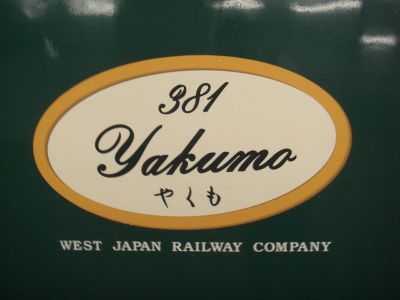 381
Yakumo
やくも
WEST JAPAN RAILWAY COMPANY